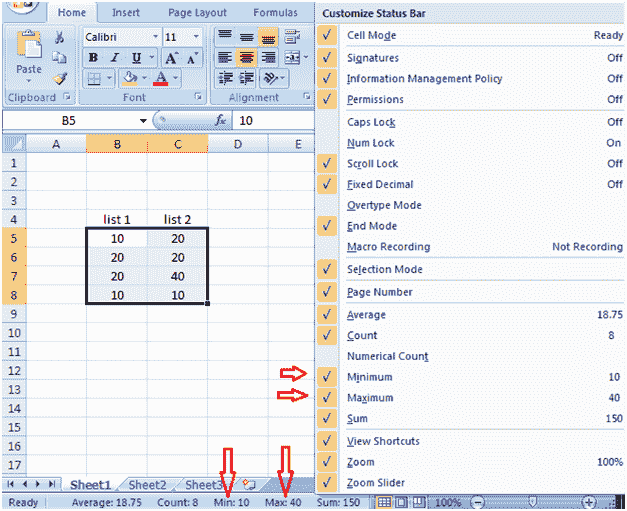 Home Insert Page Layout Formulas
Calibri 11
B I U A A
Paste
Clipboard Font Alignment
B5 fx 10
A B C D E
1
2
3
4 list 1 list 2
5 10 20
6 20 20
7 20 40
8 10 10
9
10
11
12
13
14
15
16
17
Sheet1 Sheet2 Sheet3
Customize Status Bar
Cell Mode Ready
Signatures Off
Information Management Policy Off
Permissions Off
Caps Lock Off
Num Lock On
Scroll Lock Off
Fixed Decimal Off
Overtype Mode
End Mode
Macro Recording Not Recording
Selection Mode
Page Number
Average 18.75
Count 8
Numerical Count
Minimum 10
Maximum 40
Sum 150
View Shortcuts
Zoom 100%
Zoom Slider
Ready Average: 18.75 Count: 8 Min: 10 Max: 40 Sum: 150 100%